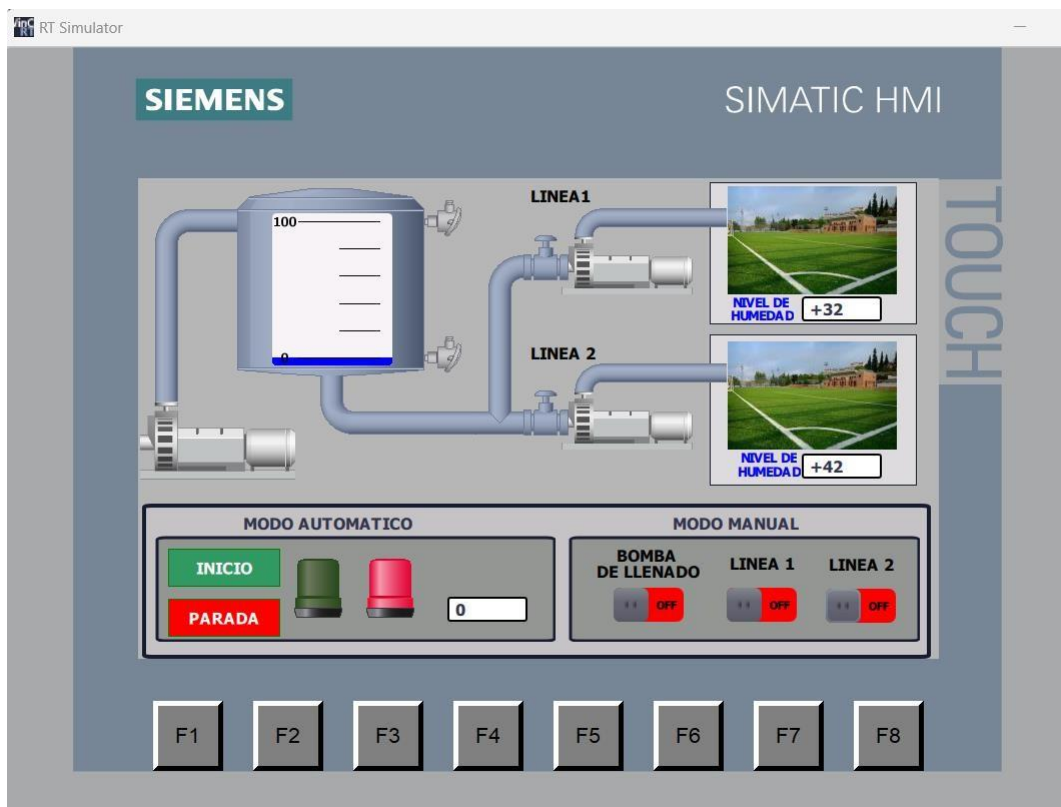 RT Simulator
SIEMENS
SIMATIC HMI
TOUCH
100
0
LINEA1
NIVEL DE
HUMEDAD
+32
LINEA 2
NIVEL DE
HUMEDAD
+42
MODO AUTOMATICO
INICIO
PARADA
0
MODO MANUAL
BOMBA
DE LLENADO
LINEA 1
LINEA 2
OFF
OFF
OFF
F1
F2
F3
F4
F5
F6
F7
F8